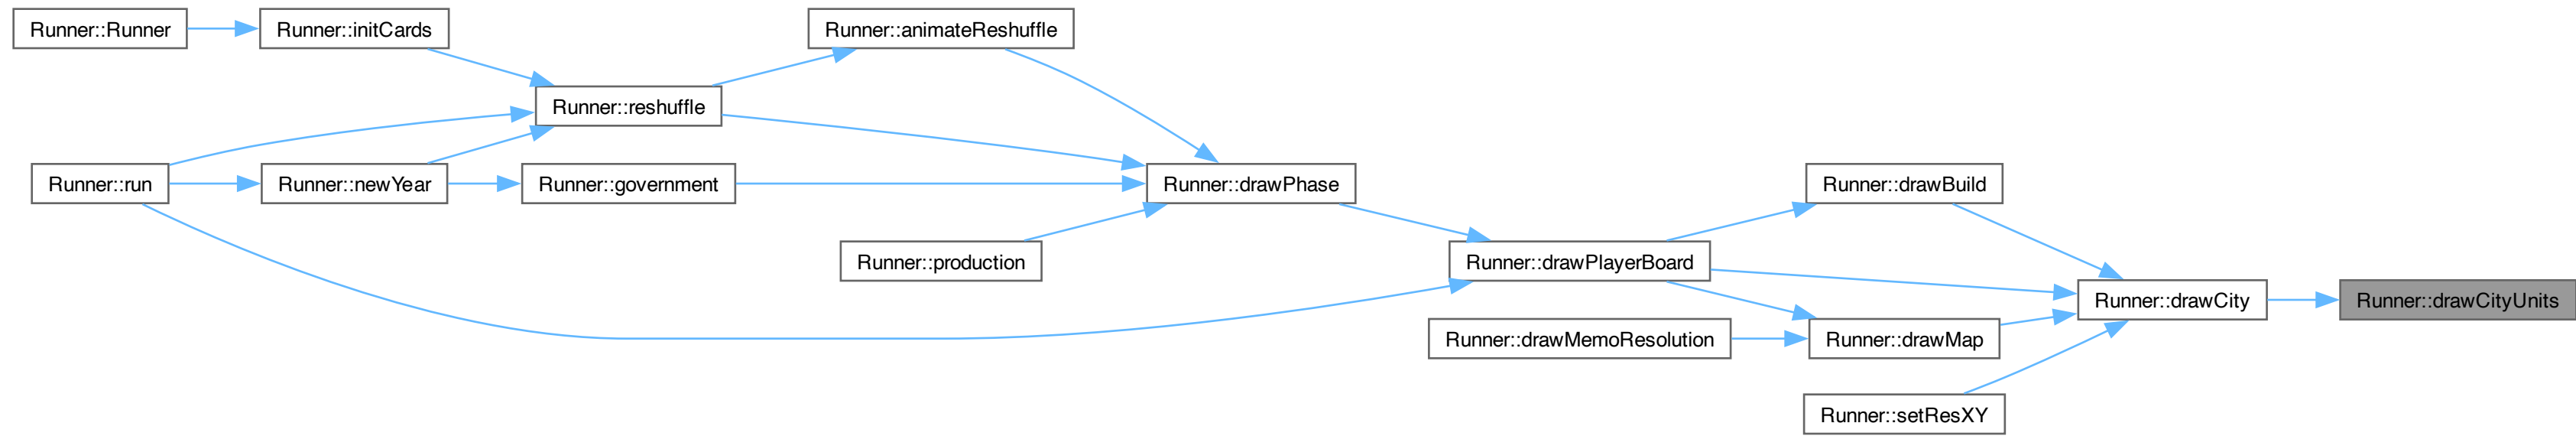 Runner::Runner
Runner::initCards
Runner::animateReshuffle
Runner::reshuffle
Runner::run
Runner::newYear
Runner::government
Runner::drawPhase
Runner::drawBuild
Runner::production
Runner::drawPlayerBoard
Runner::drawCity
Runner::drawCityUnits
Runner::drawMemoResolution
Runner::drawMap
Runner::setResXY